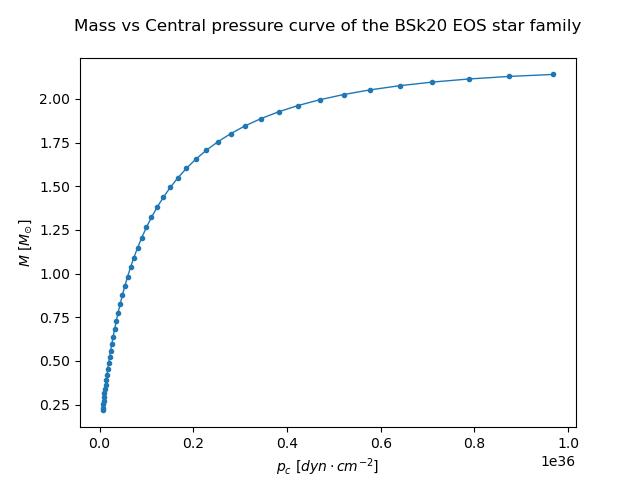 Mass vs Central pressure curve of the BSk20 EOS star family
2.00
1.75
1.50
1.25
1.00
0.75
0.50
0.25
M [M⊙]
0.0 0.2 0.4 0.6 0.8 1.0
1e36
p_c [dyn · cm⁻²]